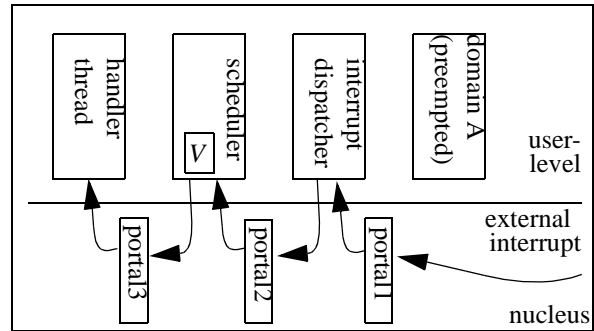 handler
thread
scheduler
V
interrupt
dispatcher
domain A
(preempted)
user-
level
external
interrupt
portal3
portal2
portal1
nucleus